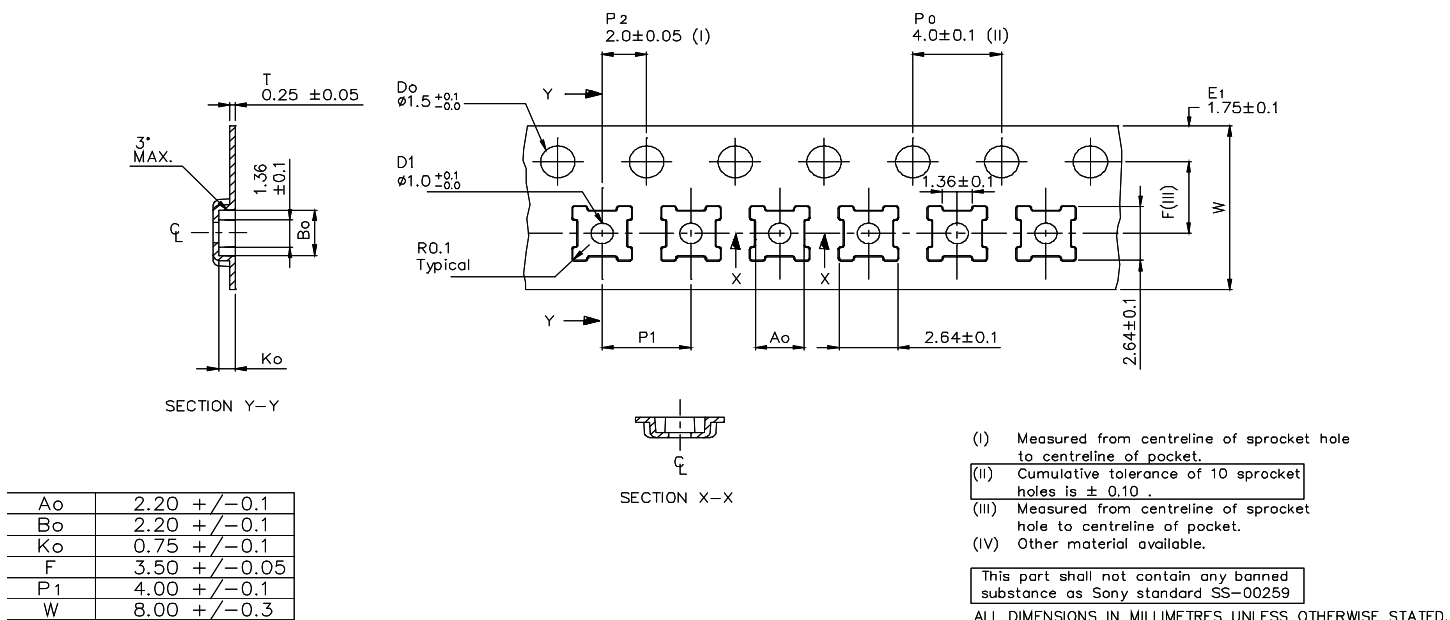 P2
2.0±0.05 (I)
Po
4.0±0.1 (II)
T
0.25 ±0.05
Do
ø1.5 +0.1 -0.0
Y
E1
1.75±0.1
3°
MAX.
1.36
±0.1
D1
ø1.0 +0.1 -0.0
1.36±0.1
F(III)
W
CL
Bo
R0.1
Typical
X
X
Y
P1
Ao
2.64±0.1
2.64±0.1
Ko
SECTION Y-Y
CL
SECTION X-X
(I) Measured from centreline of sprocket hole
to centreline of pocket.
(II) Cumulative tolerance of 10 sprocket
holes is ± 0.10 .
(III) Measured from centreline of sprocket
hole to centreline of pocket.
(IV) Other material available.
Ao 2.20 +/-0.1
Bo 2.20 +/-0.1
Ko 0.75 +/-0.1
F 3.50 +/-0.05
P1 4.00 +/-0.1
W 8.00 +/-0.3
This part shall not contain any banned
substance as Sony standard SS-00259
ALL DIMENSIONS IN MILLIMETRES UNLESS OTHERWISE STATED.